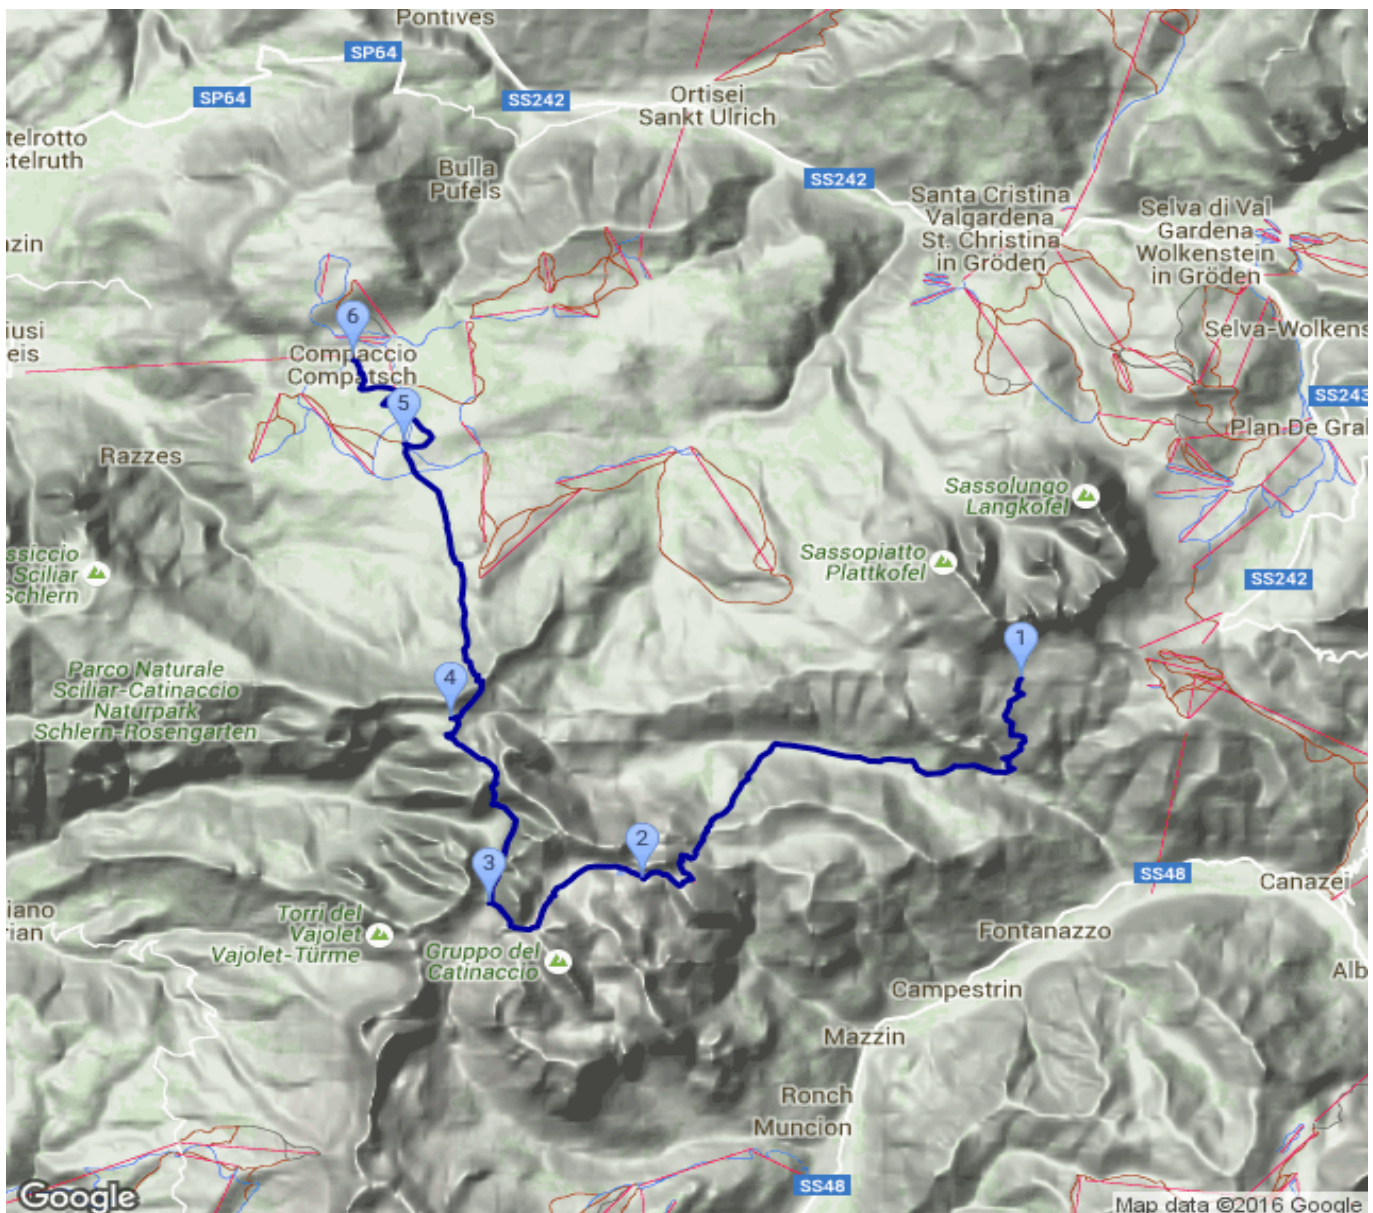 Pontives
SP64
SP64
SS242
Ortisei
Sankt Ulrich
telrotto
stelruth
Bulla
Pufels
SS242
Santa Cristina
Valgardena
St. Christina
in Gröden
Selva di Val
Gardena
Wolkenstein
in Gröden
zin
iusi
eis
6
Compaccio
Compatsch
5
Selva-Wolkens
SS243
Plan De Gral
Razzes
Sassolungo
Langkofel
Sassopiatto
Plattkofel
SS242
ssiccio
Sciliar
Schlern
1
Parco Naturale
Sciliar-Catinaccio
Naturpark
Schlern-Rosengarten
4
2
3
SS48
Canazei
iano
rian
Torri del
Vajolet
Vajolet-Türme
Gruppo del
Catinaccio
Fontanazzo
Alb
Campestrin
Mazzin
Ronch
Muncion
SS48
Google
Map data ©2016 Google